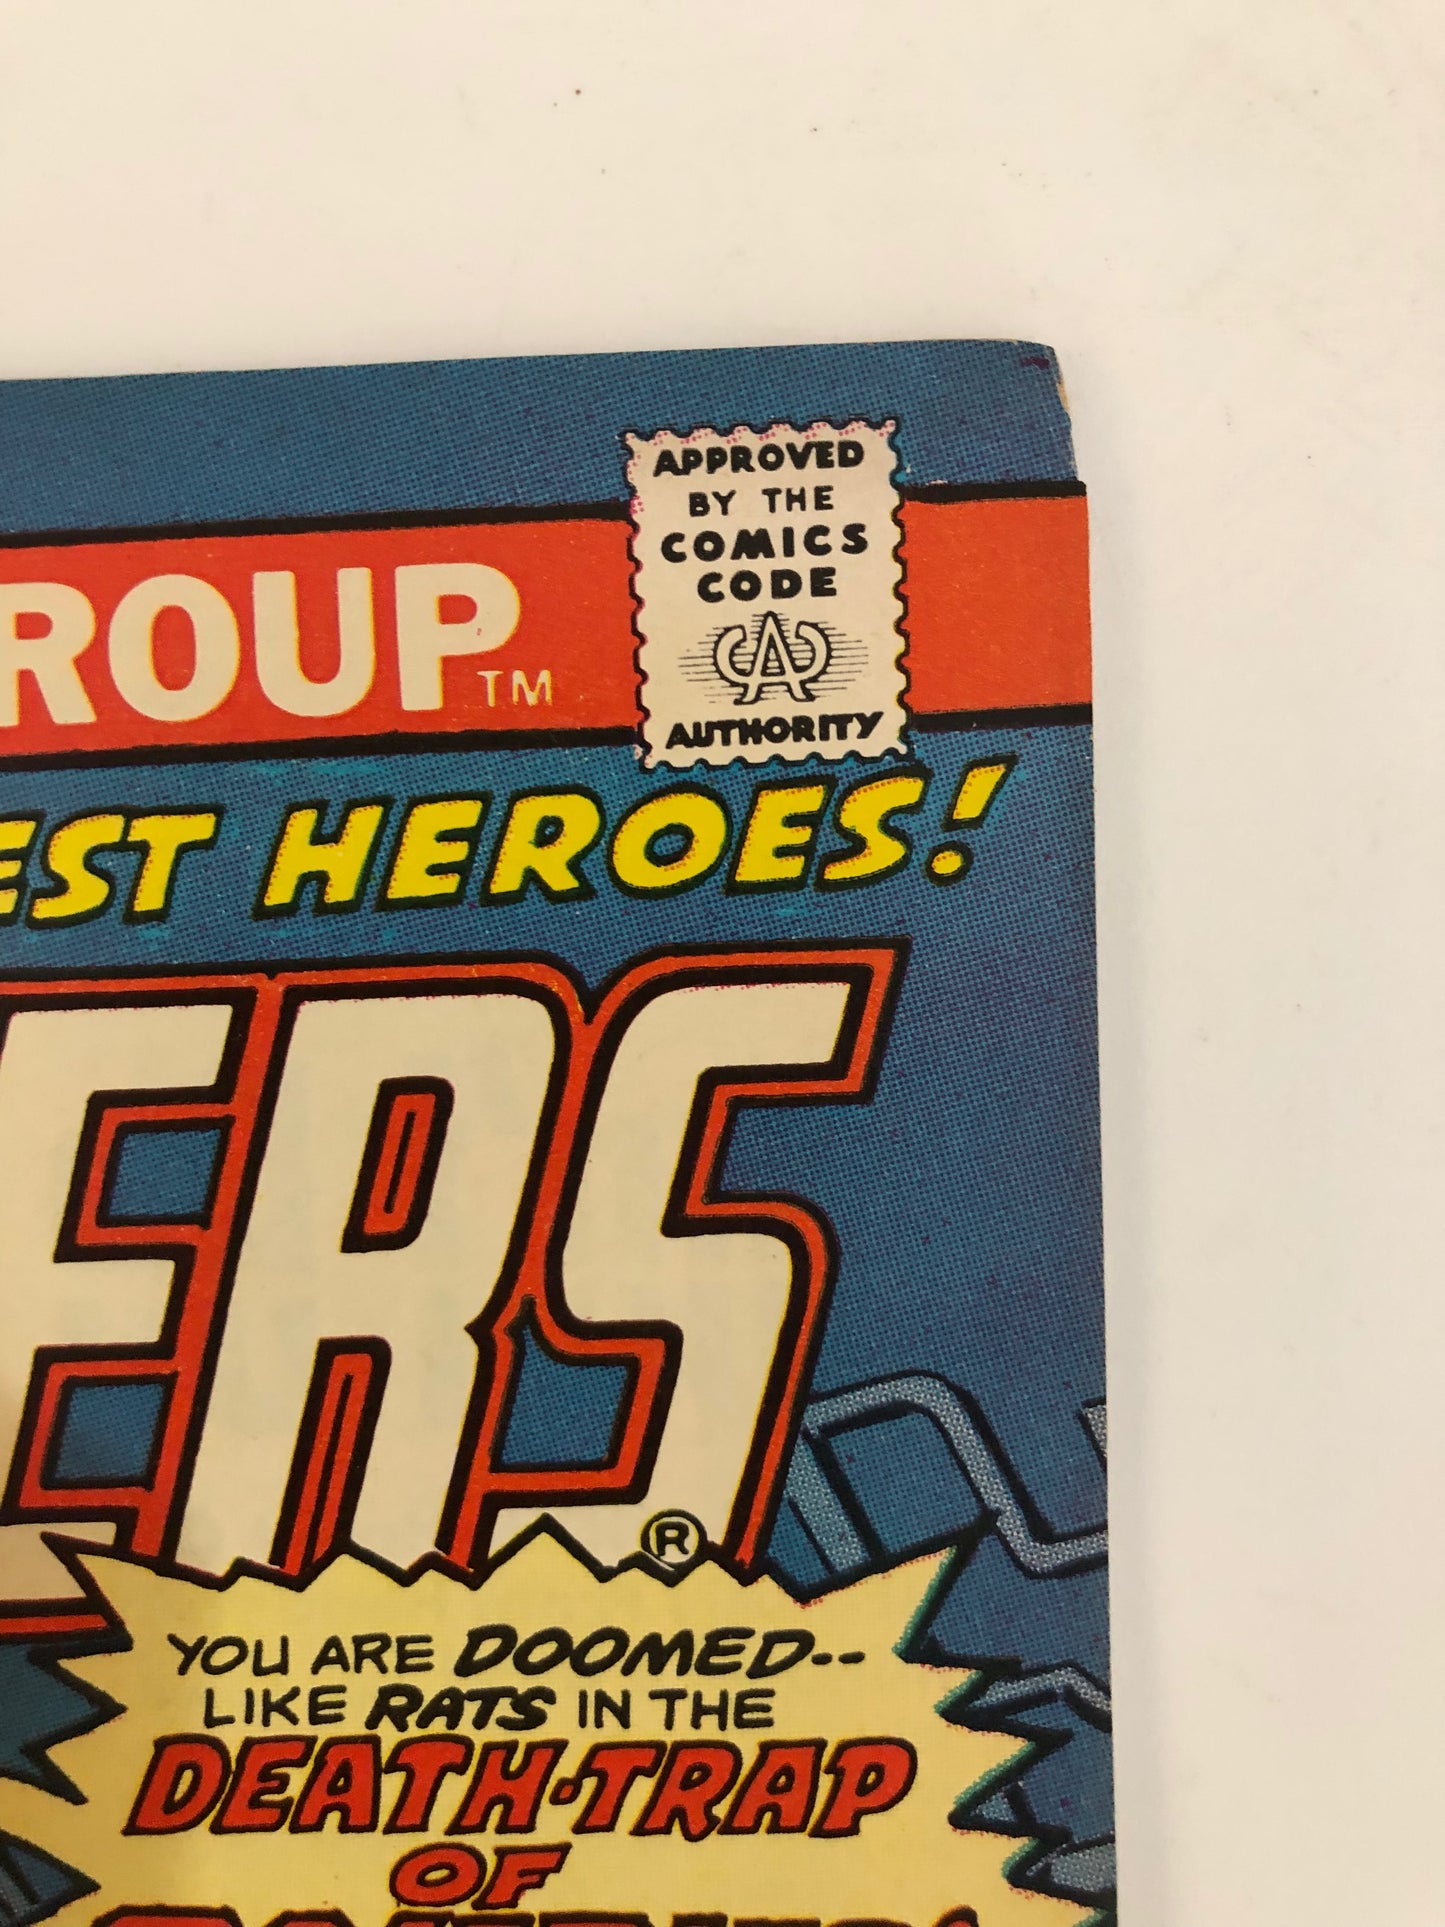 APPROVED
BY THE
COMICS
CODE
CA
AUTHORITY
ROUP TM
EST HEROES!
ERS
®
YOU ARE DOOMED--
LIKE RATS IN THE
DEATH-TRAP
OF